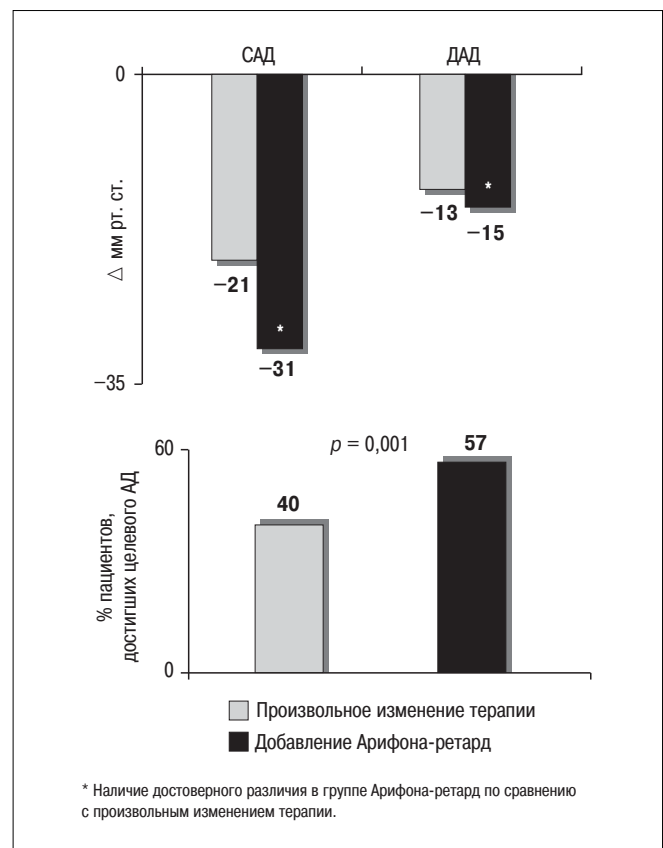 САД ДАД
0
△ мм рт. ст.
−35
−21
*
−31
−13
*
−15
60
% пациентов,
достигших целевого АД
0
p = 0,001
40
57
Произвольное изменение терапии
Добавление Арифона-ретард
* Наличие достоверного различия в группе Арифона-ретард по сравнению
с произвольным изменением терапии.